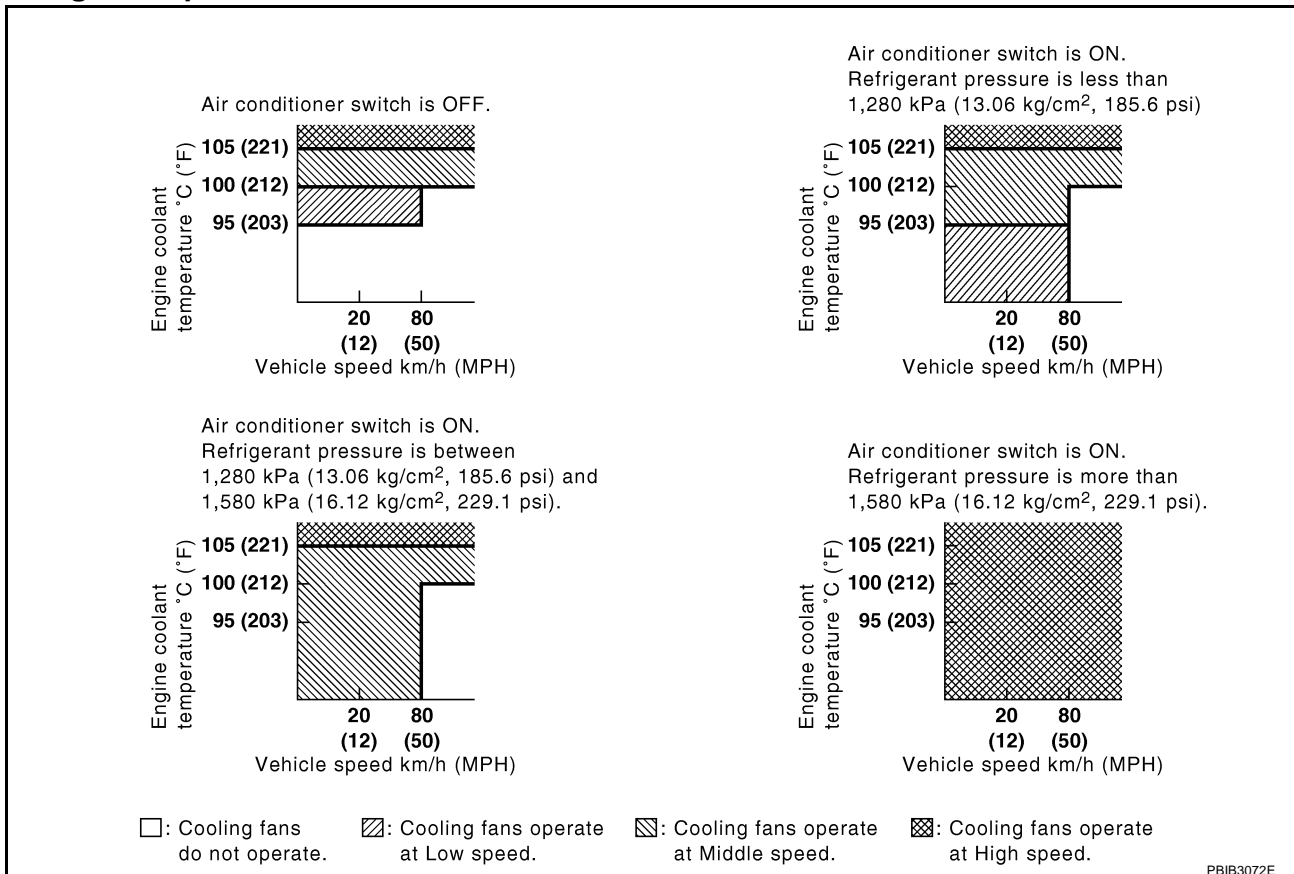 Air conditioner switch is OFF.
105 (221)
100 (212)
95 (203)
Engine coolant
temperature ˚C (˚F)
20
(12)
80
(50)
Vehicle speed km/h (MPH)
Air conditioner switch is ON.
Refrigerant pressure is less than
1,280 kPa (13.06 kg/cm², 185.6 psi)
105 (221)
100 (212)
95 (203)
Engine coolant
temperature ˚C (˚F)
20
(12)
80
(50)
Vehicle speed km/h (MPH)
Air conditioner switch is ON.
Refrigerant pressure is between
1,280 kPa (13.06 kg/cm², 185.6 psi) and
1,580 kPa (16.12 kg/cm², 229.1 psi).
105 (221)
100 (212)
95 (203)
Engine coolant
temperature ˚C (˚F)
20
(12)
80
(50)
Vehicle speed km/h (MPH)
Air conditioner switch is ON.
Refrigerant pressure is more than
1,580 kPa (16.12 kg/cm², 229.1 psi).
105 (221)
100 (212)
95 (203)
Engine coolant
temperature ˚C (˚F)
20
(12)
80
(50)
Vehicle speed km/h (MPH)
: Cooling fans
do not operate.
: Cooling fans operate
at Low speed.
: Cooling fans operate
at Middle speed.
: Cooling fans operate
at High speed.
PBIB3072E